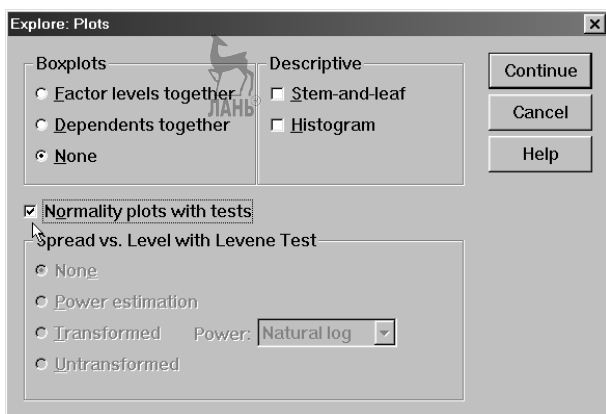 Explore: Plots
Boxplots
Factor levels together
Dependents together
None
Descriptive
Stem-and-leaf
Histogram
Continue
Cancel
Help
ЛАНЬ®
Normality plots with tests
Spread vs. Level with Levene Test
None
Power estimation
Transformed Power: Natural log
Untransformed